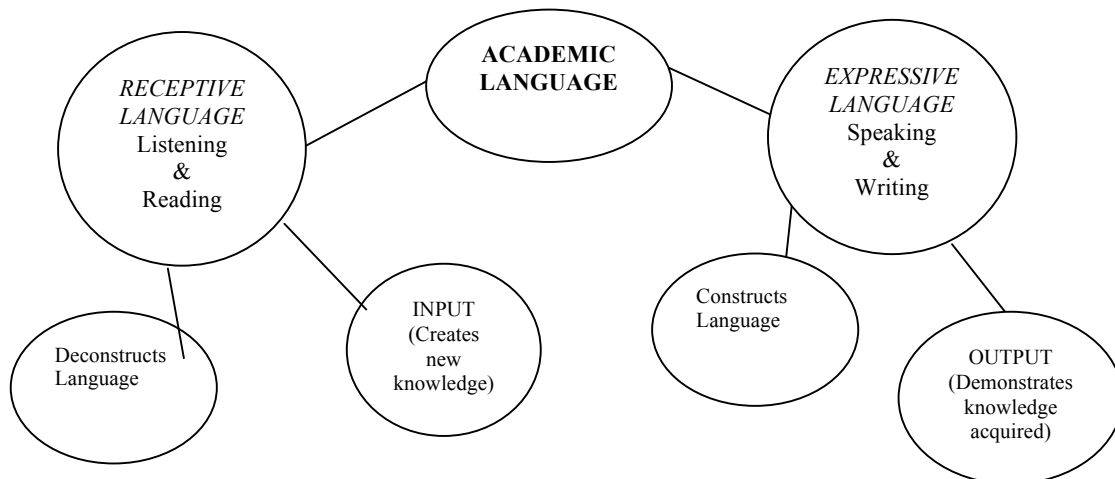 ACADEMIC
LANGUAGE
RECEPTIVE
LANGUAGE
Listening
&
Reading
EXPRESSIVE
LANGUAGE
Speaking
&
Writing
Deconstructs
Language
INPUT
(Creates
new
knowledge)
Constructs
Language
OUTPUT
(Demonstrates
knowledge
acquired)